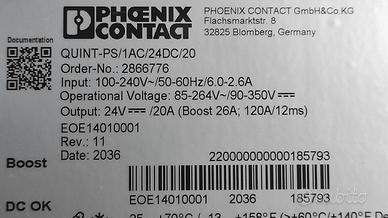 PHOENIX
CONTACT
PHOENIX CONTACT GmbH&Co.KG
Flachsmarktstr. 8
32825 Blomberg, Germany
Documentation
QUINT-PS/1AC/24DC/20
Order-No.: 2866776
Input: 100-240V~/50-60Hz/6.0-2.6A
Operational Voltage: 85-264V~/90-350V⎓
Output: 24V⎓/20A (Boost 26A; 120A/12ms)
EOE14010001
Rev.: 11
Date: 2036
2200000000000185793
Boost
EOE14010001 2036 185793
DC OK
subito